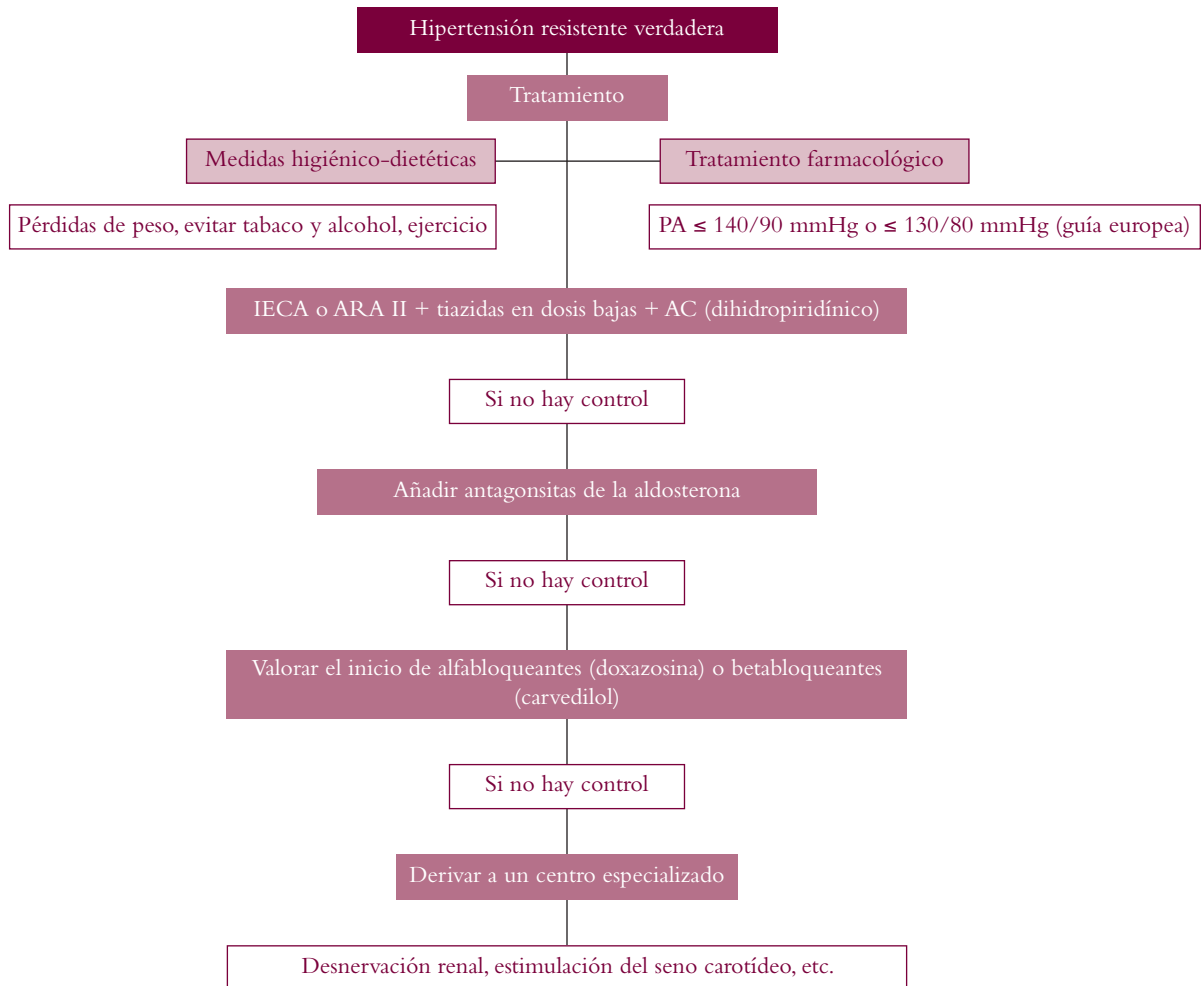 Hipertensión resistente verdadera
Tratamiento
Medidas higiénico-dietéticas
Tratamiento farmacológico
Pérdidas de peso, evitar tabaco y alcohol, ejercicio
PA ≤ 140/90 mmHg o ≤ 130/80 mmHg (guía europea)
IECA o ARA II + tiazidas en dosis bajas + AC (dihidropiridínico)
Si no hay control
Añadir antagonsitas de la aldosterona
Si no hay control
Valorar el inicio de alfabloqueantes (doxazosina) o betabloqueantes
(carvedilol)
Si no hay control
Derivar a un centro especializado
Desnervación renal, estimulación del seno carotídeo, etc.